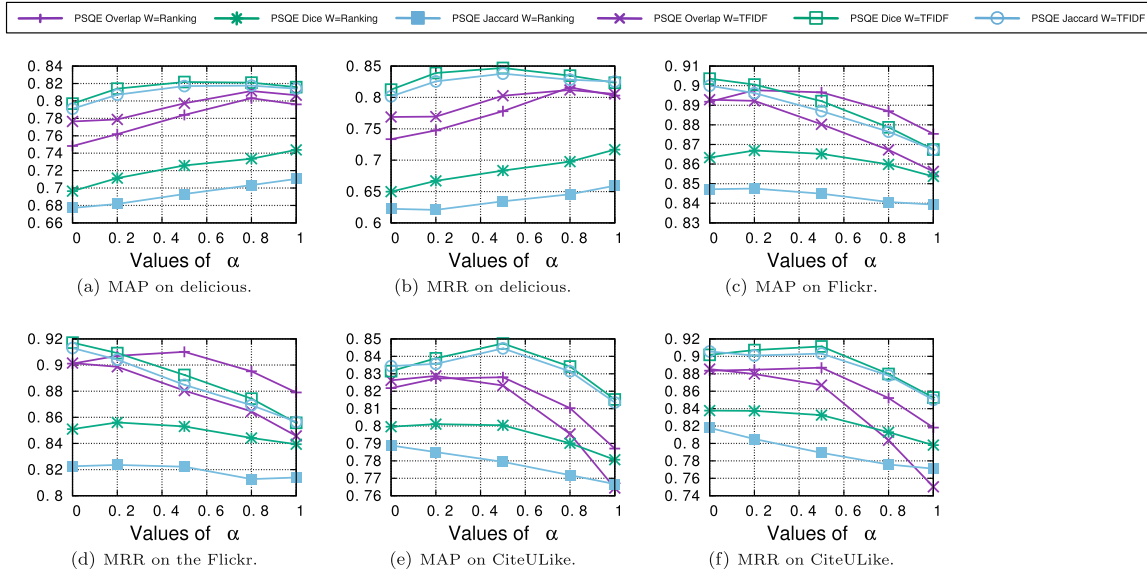 PSQE Overlap W=Ranking PSQE Dice W=Ranking PSQE Jaccard W=Ranking PSQE Overlap W=TFIDF PSQE Dice W=TFIDF PSQE Jaccard W=TFIDF
0.84
0.82
0.8
0.78
0.76
0.74
0.72
0.7
0.68
0.66
0 0.2 0.4 0.6 0.8 1
Values of α
(a) MAP on delicious.
0.85
0.8
0.75
0.7
0.65
0.6
0 0.2 0.4 0.6 0.8 1
Values of α
(b) MRR on delicious.
0.91
0.9
0.89
0.88
0.87
0.86
0.85
0.84
0.83
0 0.2 0.4 0.6 0.8 1
Values of α
(c) MAP on Flickr.
0.92
0.9
0.88
0.86
0.84
0.82
0.8
0 0.2 0.4 0.6 0.8 1
Values of α
(d) MRR on the Flickr.
0.85
0.84
0.83
0.82
0.81
0.8
0.79
0.78
0.77
0.76
0 0.2 0.4 0.6 0.8 1
Values of α
(e) MAP on CiteULike.
0.92
0.9
0.88
0.86
0.84
0.82
0.8
0.78
0.76
0.74
0 0.2 0.4 0.6 0.8 1
Values of α
(f) MRR on CiteULike.